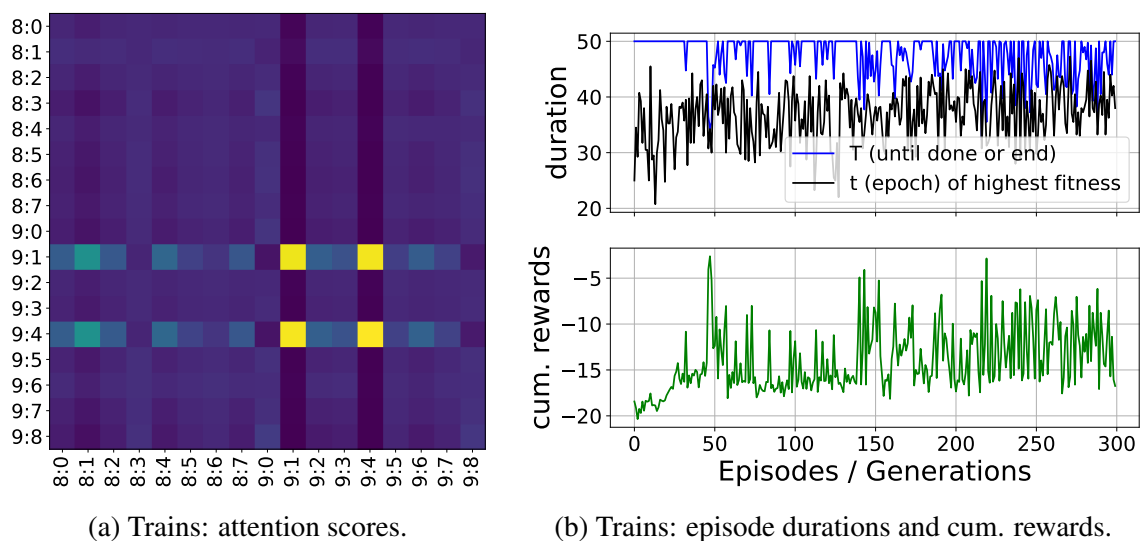 8:0
8:1
8:2
8:3
8:4
8:5
8:6
8:7
9:0
9:1
9:2
9:3
9:4
9:5
9:6
9:7
9:8
8:0 8:1 8:2 8:3 8:4 8:5 8:6 8:7 9:0 9:1 9:2 9:3 9:4 9:5 9:6 9:7 9:8
(a) Trains: attention scores.
duration
50
40
30
20
T (until done or end)
t (epoch) of highest fitness
cum. rewards
−5
−10
−15
−20
0 50 100 150 200 250 300
Episodes / Generations
(b) Trains: episode durations and cum. rewards.